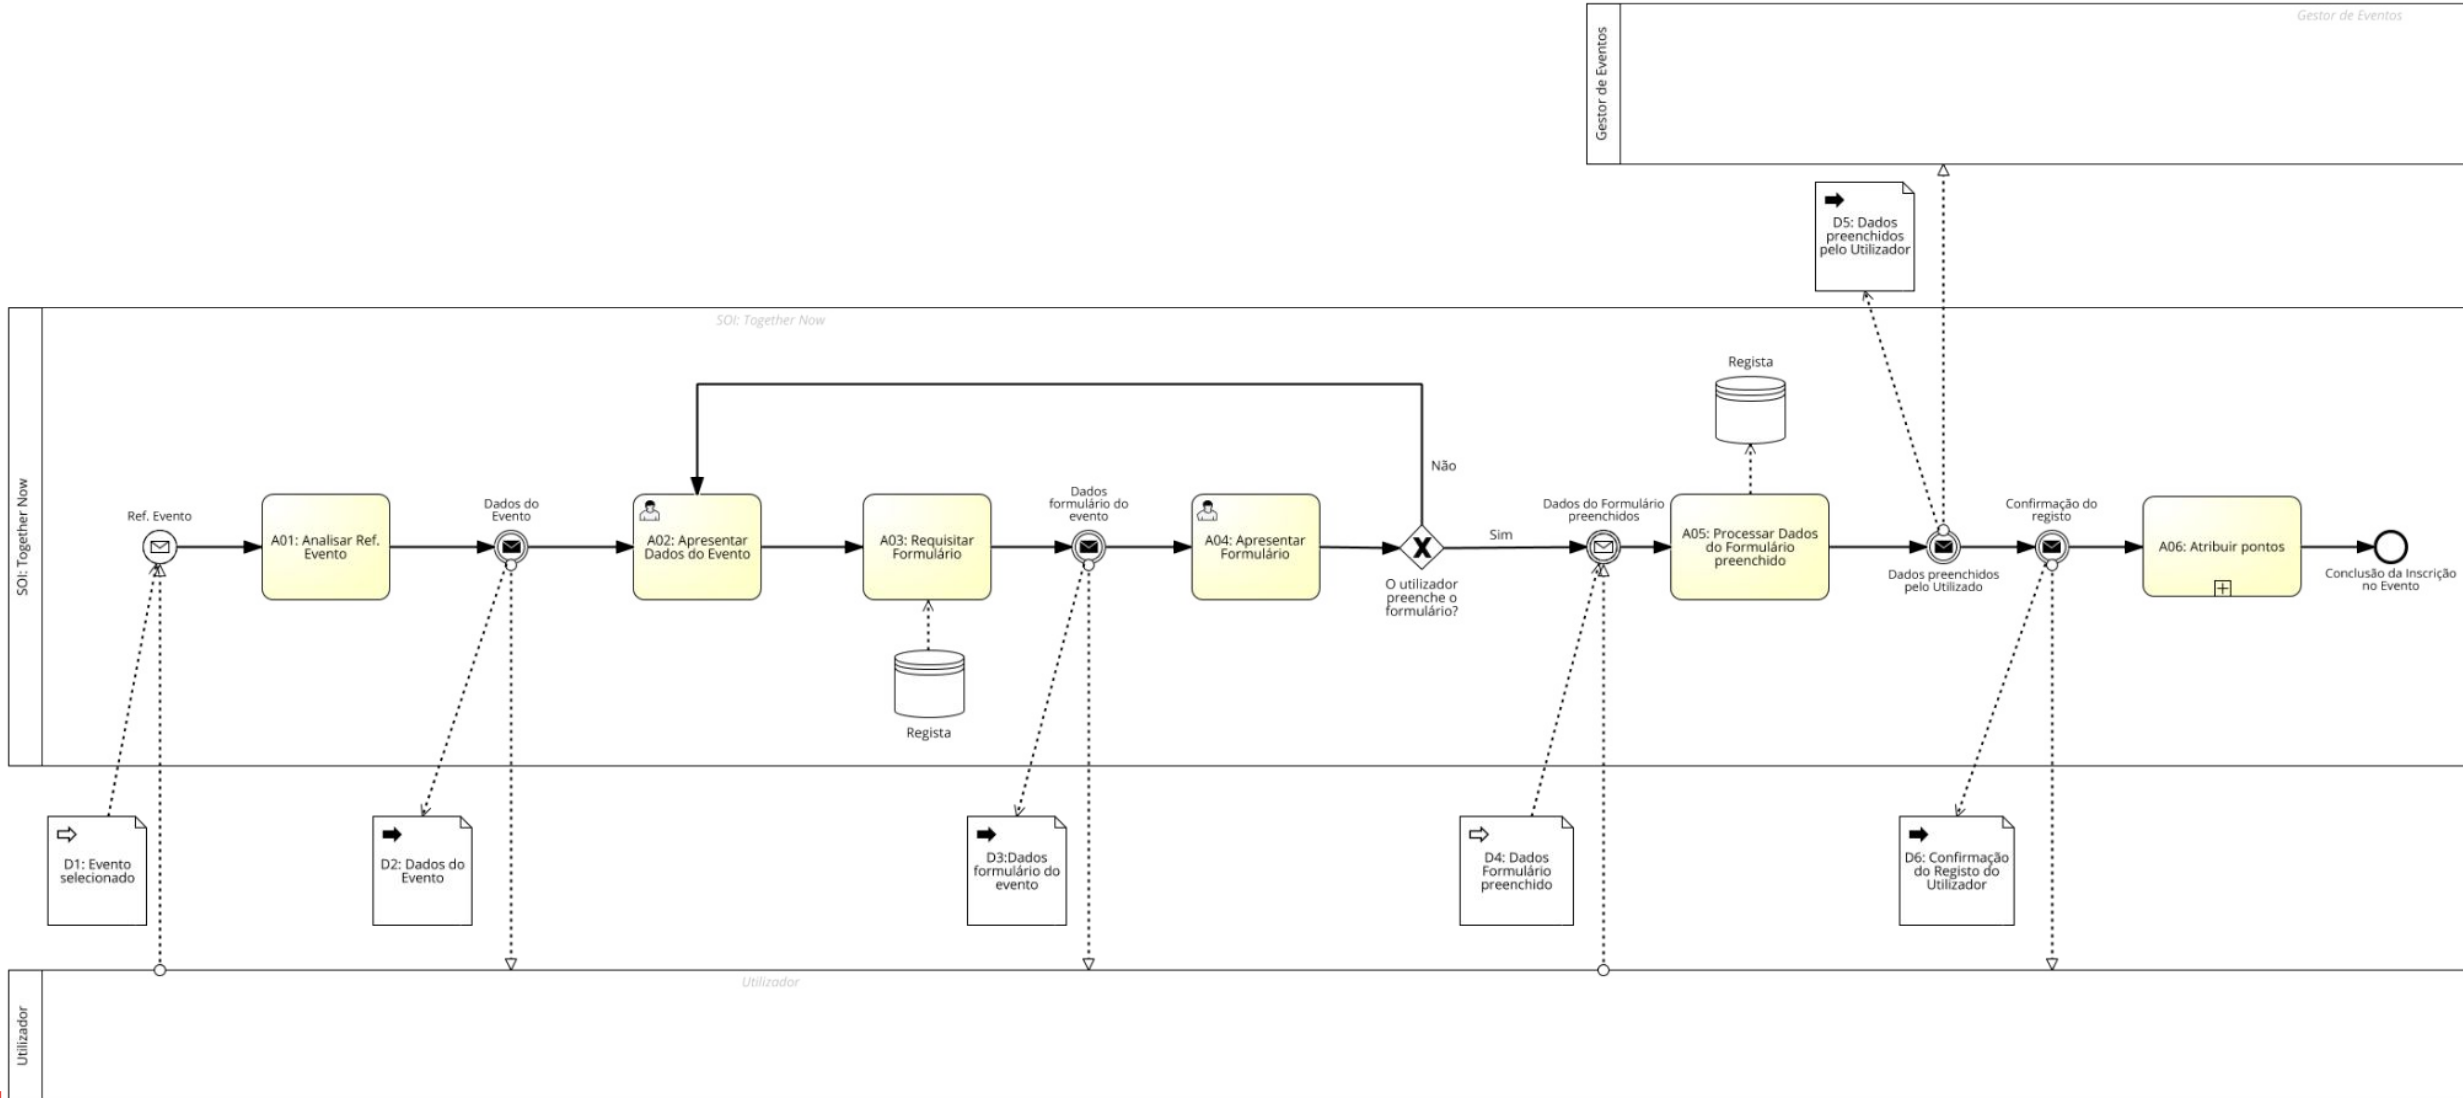 Gestor de Eventos
Gestor de Eventos
D5: Dados
preenchidos
pelo Utilizador
SOI: Together Now
SOI: Together Now
Regista
Não
Ref. Evento
A01: Analisar Ref.
Evento
Dados do
Evento
A02: Apresentar
Dados do Evento
A03: Requisitar
Formulário
Regista
Dados
formulário do
evento
A04: Apresentar
Formulário
O utilizador
preenche o
formulário?
Sim
Dados do Formulário
preenchidos
A05: Processar Dados
do Formulário
preenchido
Dados preenchidos
pelo Utilizado
Confirmação do
registo
A06: Atribuir pontos
Conclusão da Inscrição
no Evento
D1: Evento
selecionado
D2: Dados do
Evento
D3:Dados
formulário do
evento
D4: Dados
Formulário
preenchido
D6: Confirmação
do Registo do
Utilizador
Utilizador
Utilizador